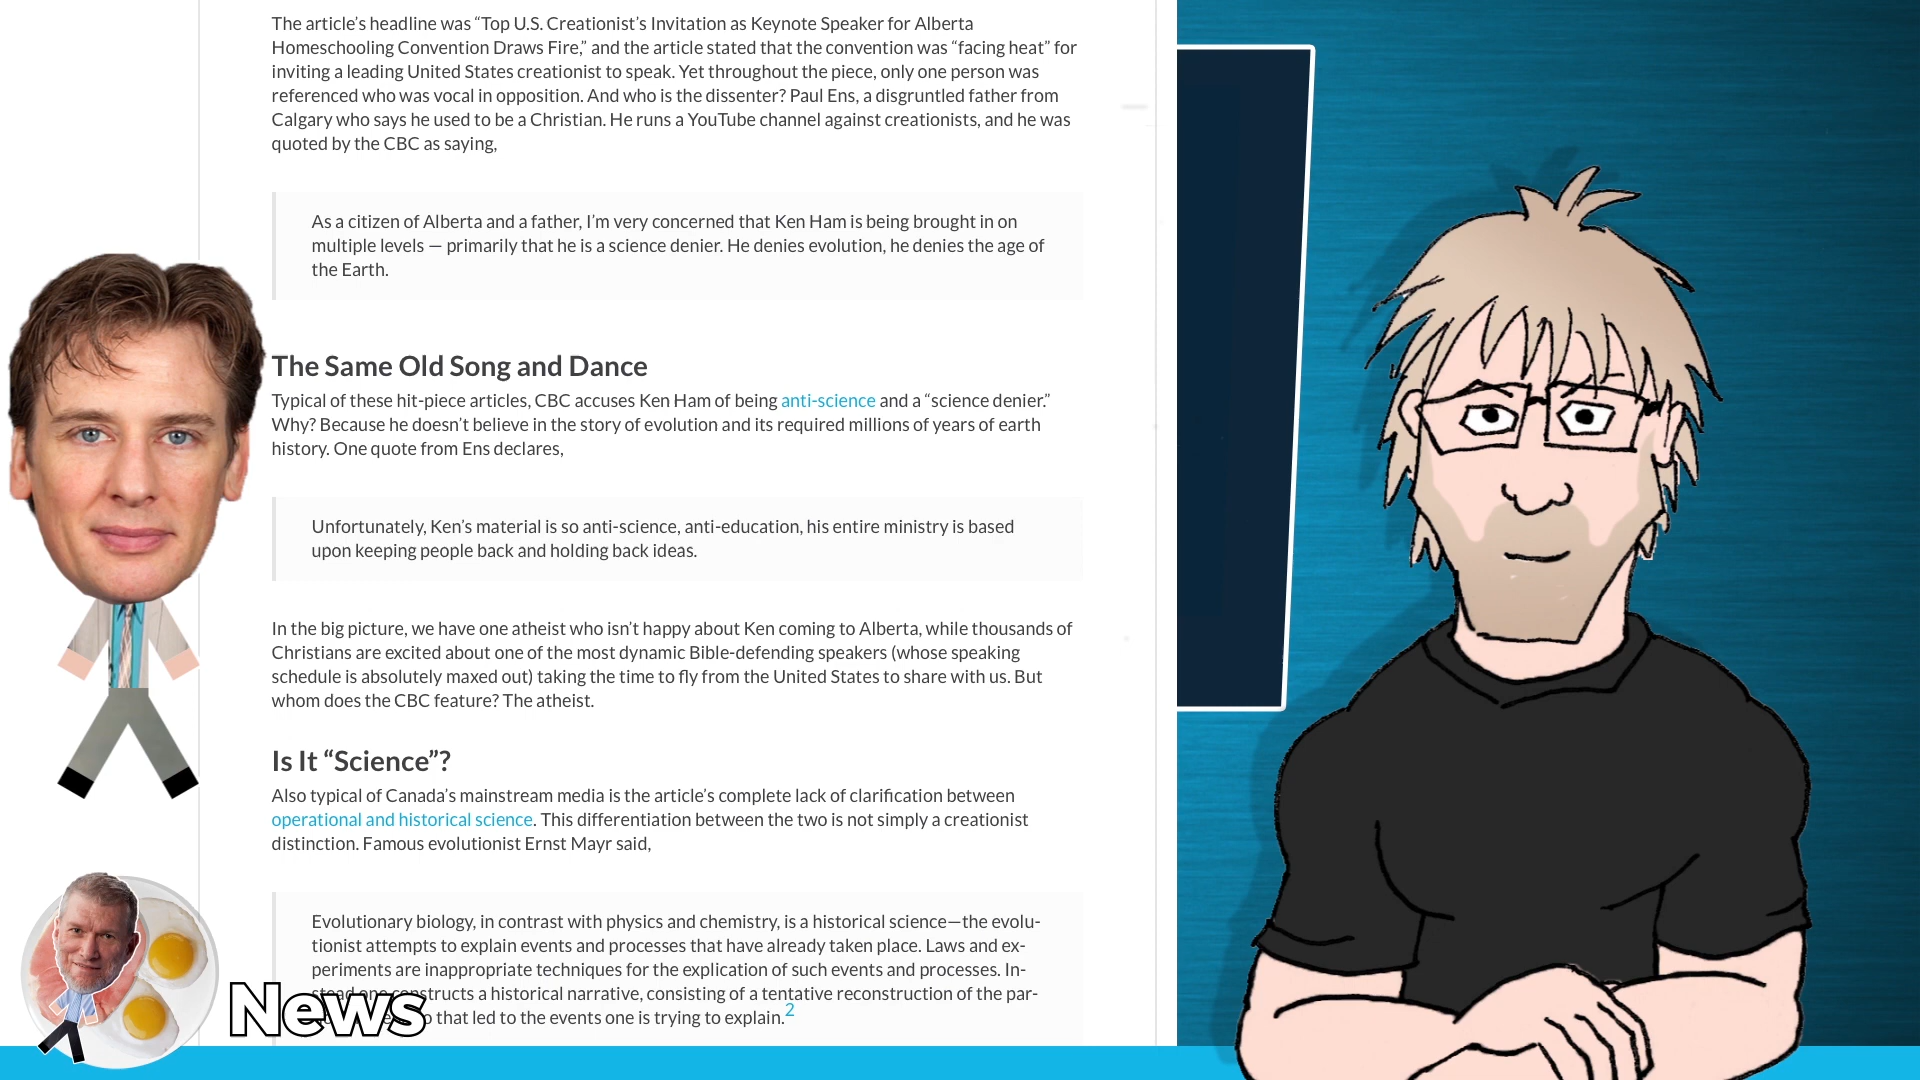 The article’s headline was “Top U.S. Creationist’s Invitation as Keynote Speaker for Alberta
Homeschooling Convention Draws Fire,” and the article stated that the convention was “facing heat” for
inviting a leading United States creationist to speak. Yet throughout the piece, only one person was
referenced who was vocal in opposition. And who is the dissenter? Paul Ens, a disgruntled father from
Calgary who says he used to be a Christian. He runs a YouTube channel against creationists, and he was
quoted by the CBC as saying,
As a citizen of Alberta and a father, I’m very concerned that Ken Ham is being brought in on
multiple levels — primarily that he is a science denier. He denies evolution, he denies the age of
the Earth.
The Same Old Song and Dance
Typical of these hit-piece articles, CBC accuses Ken Ham of being anti-science and a “science denier.”
Why? Because he doesn’t believe in the story of evolution and its required millions of years of earth
history. One quote from Ens declares,
Unfortunately, Ken’s material is so anti-science, anti-education, his entire ministry is based
upon keeping people back and holding back ideas.
In the big picture, we have one atheist who isn’t happy about Ken coming to Alberta, while thousands of
Christians are excited about one of the most dynamic Bible-defending speakers (whose speaking
schedule is absolutely maxed out) taking the time to fly from the United States to share with us. But
whom does the CBC feature? The atheist.
Is It “Science”?
Also typical of Canada’s mainstream media is the article’s complete lack of clarification between
operational and historical science. This differentiation between the two is not simply a creationist
distinction. Famous evolutionist Ernst Mayr said,
Evolutionary biology, in contrast with physics and chemistry, is a historical science—the evolu-
tionist attempts to explain events and processes that have already taken place. Laws and ex-
periments are inappropriate techniques for the explication of such events and processes. In-
stead one constructs a historical narrative, consisting of a tentative reconstruction of the par-
that led to the events one is trying to explain.2
News